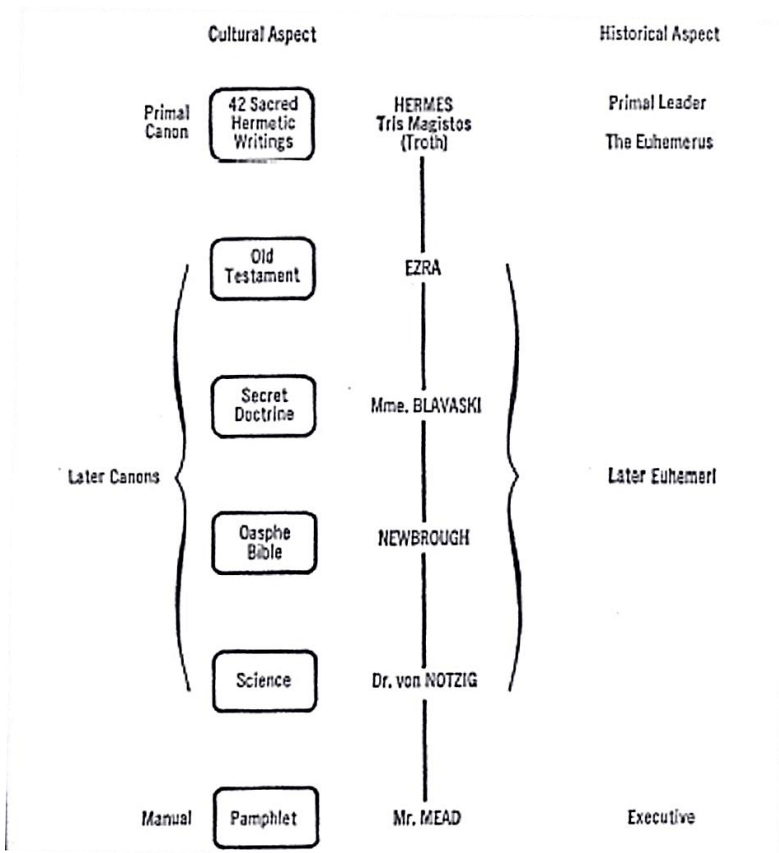 Cultural Aspect
Historical Aspect
Primal
Canon
42 Sacred
Hermetic
Writings
HERMES
Tris Magistos
(Troth)
Primal Leader
The Euhemerus
Old
Testament
EZRA
Secret
Doctrine
Mme. BLAVASKI
Later Canons
Later Euhemeri
Oasphe
Bible
NEWBROUGH
Science
Dr. von NOTZIG
Manual
Pamphlet
Mr. MEAD
Executive